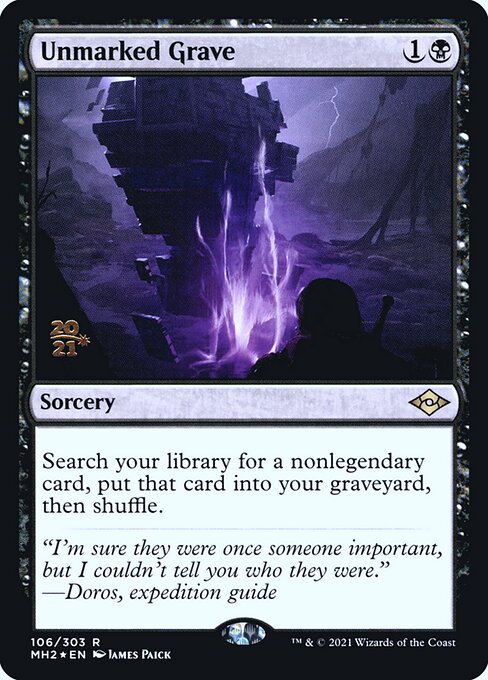 Unmarked Grave 1
20
21
Sorcery
Search your library for a nonlegendary
card, put that card into your graveyard,
then shuffle.
“I’m sure they were once someone important,
but I couldn’t tell you who they were.”
—Doros, expedition guide
106/303 R
MH2★EN James Paick
™ & © 2021 Wizards of the Coast